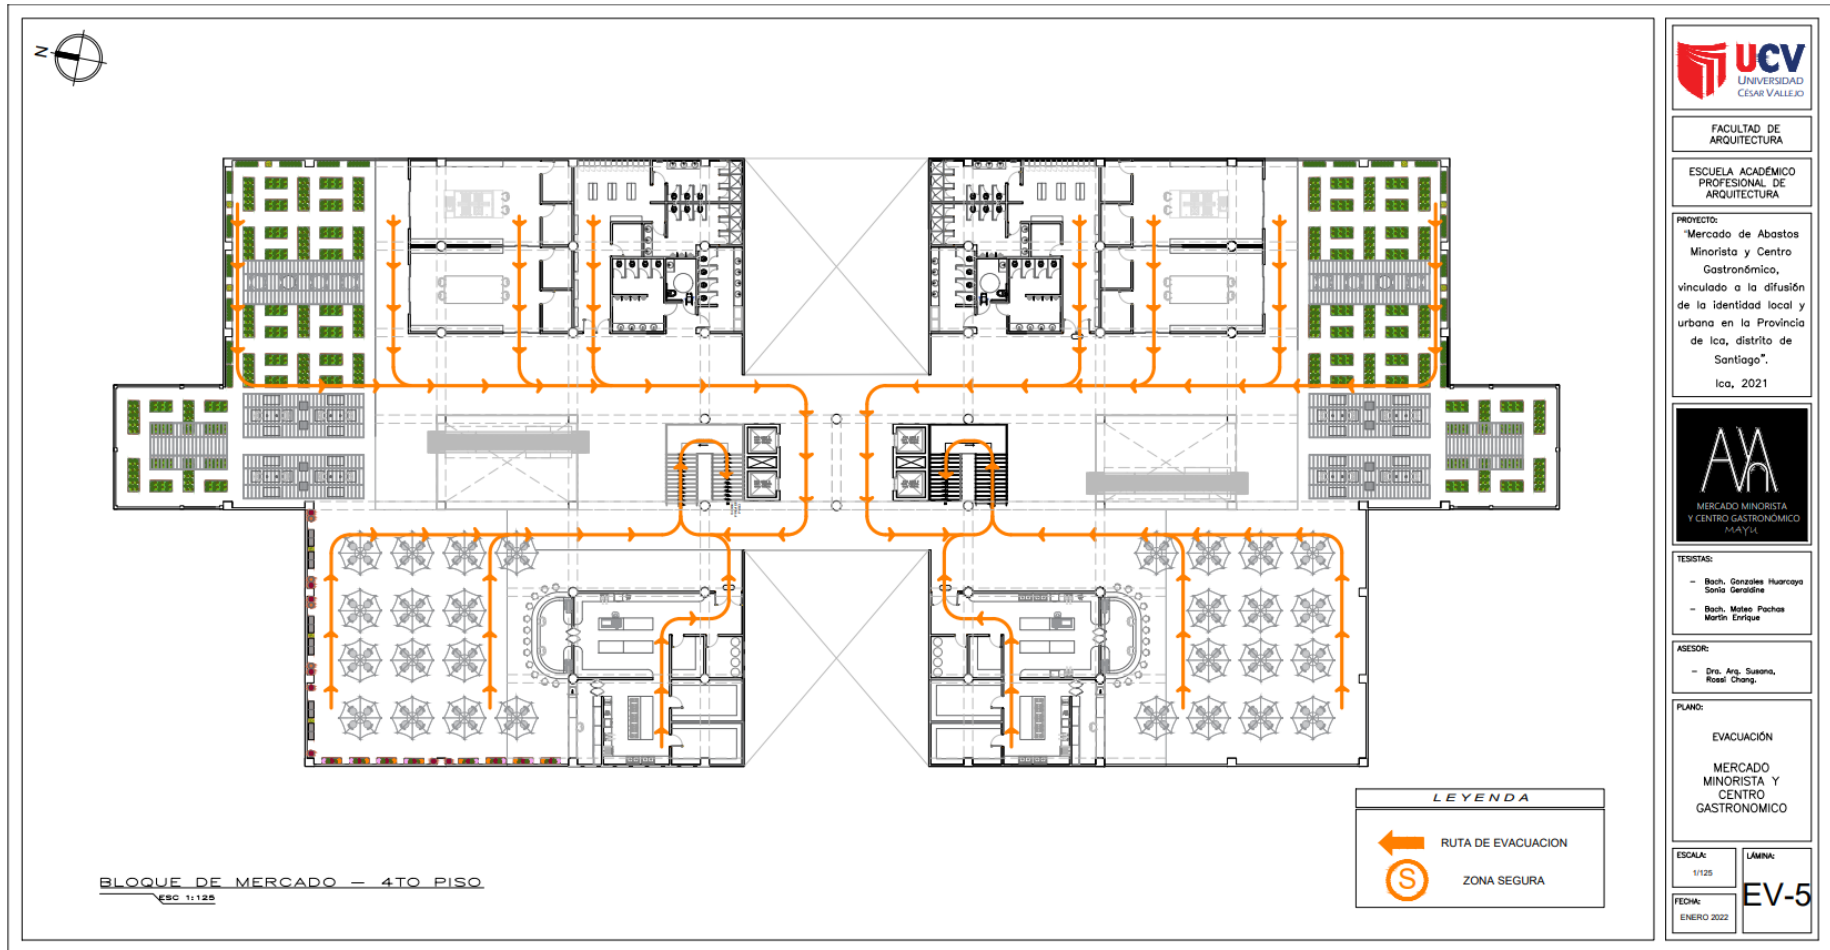 N
BLOQUE DE MERCADO – 4TO PISO
ESC 1:125
LEYENDA
RUTA DE EVACUACION
S
ZONA SEGURA
UCV
UNIVERSIDAD
CÉSAR VALLEJO
FACULTAD DE
ARQUITECTURA
ESCUELA ACADÉMICO
PROFESIONAL DE
ARQUITECTURA
PROYECTO:
"Mercado de Abastos
Minorista y Centro
Gastronómico,
vinculado a la difusión
de la identidad local y
urbana en la Provincia
de Ica, distrito de
Santiago".
Ica, 2021
MERCADO MINORISTA
Y CENTRO GASTRONÓMICO
MAYU
TESISTAS:
– Bach. Gonzales Huarcaya
Sonia Geraldine
– Bach. Mateo Pachas
Martin Enrique
ASESOR:
– Dra. Arq. Susana,
Rossi Chang.
PLANO:
EVACUACIÓN
MERCADO
MINORISTA Y
CENTRO
GASTRONOMICO
ESCALA:
1/125
LÁMINA:
EV-5
FECHA:
ENERO 2022